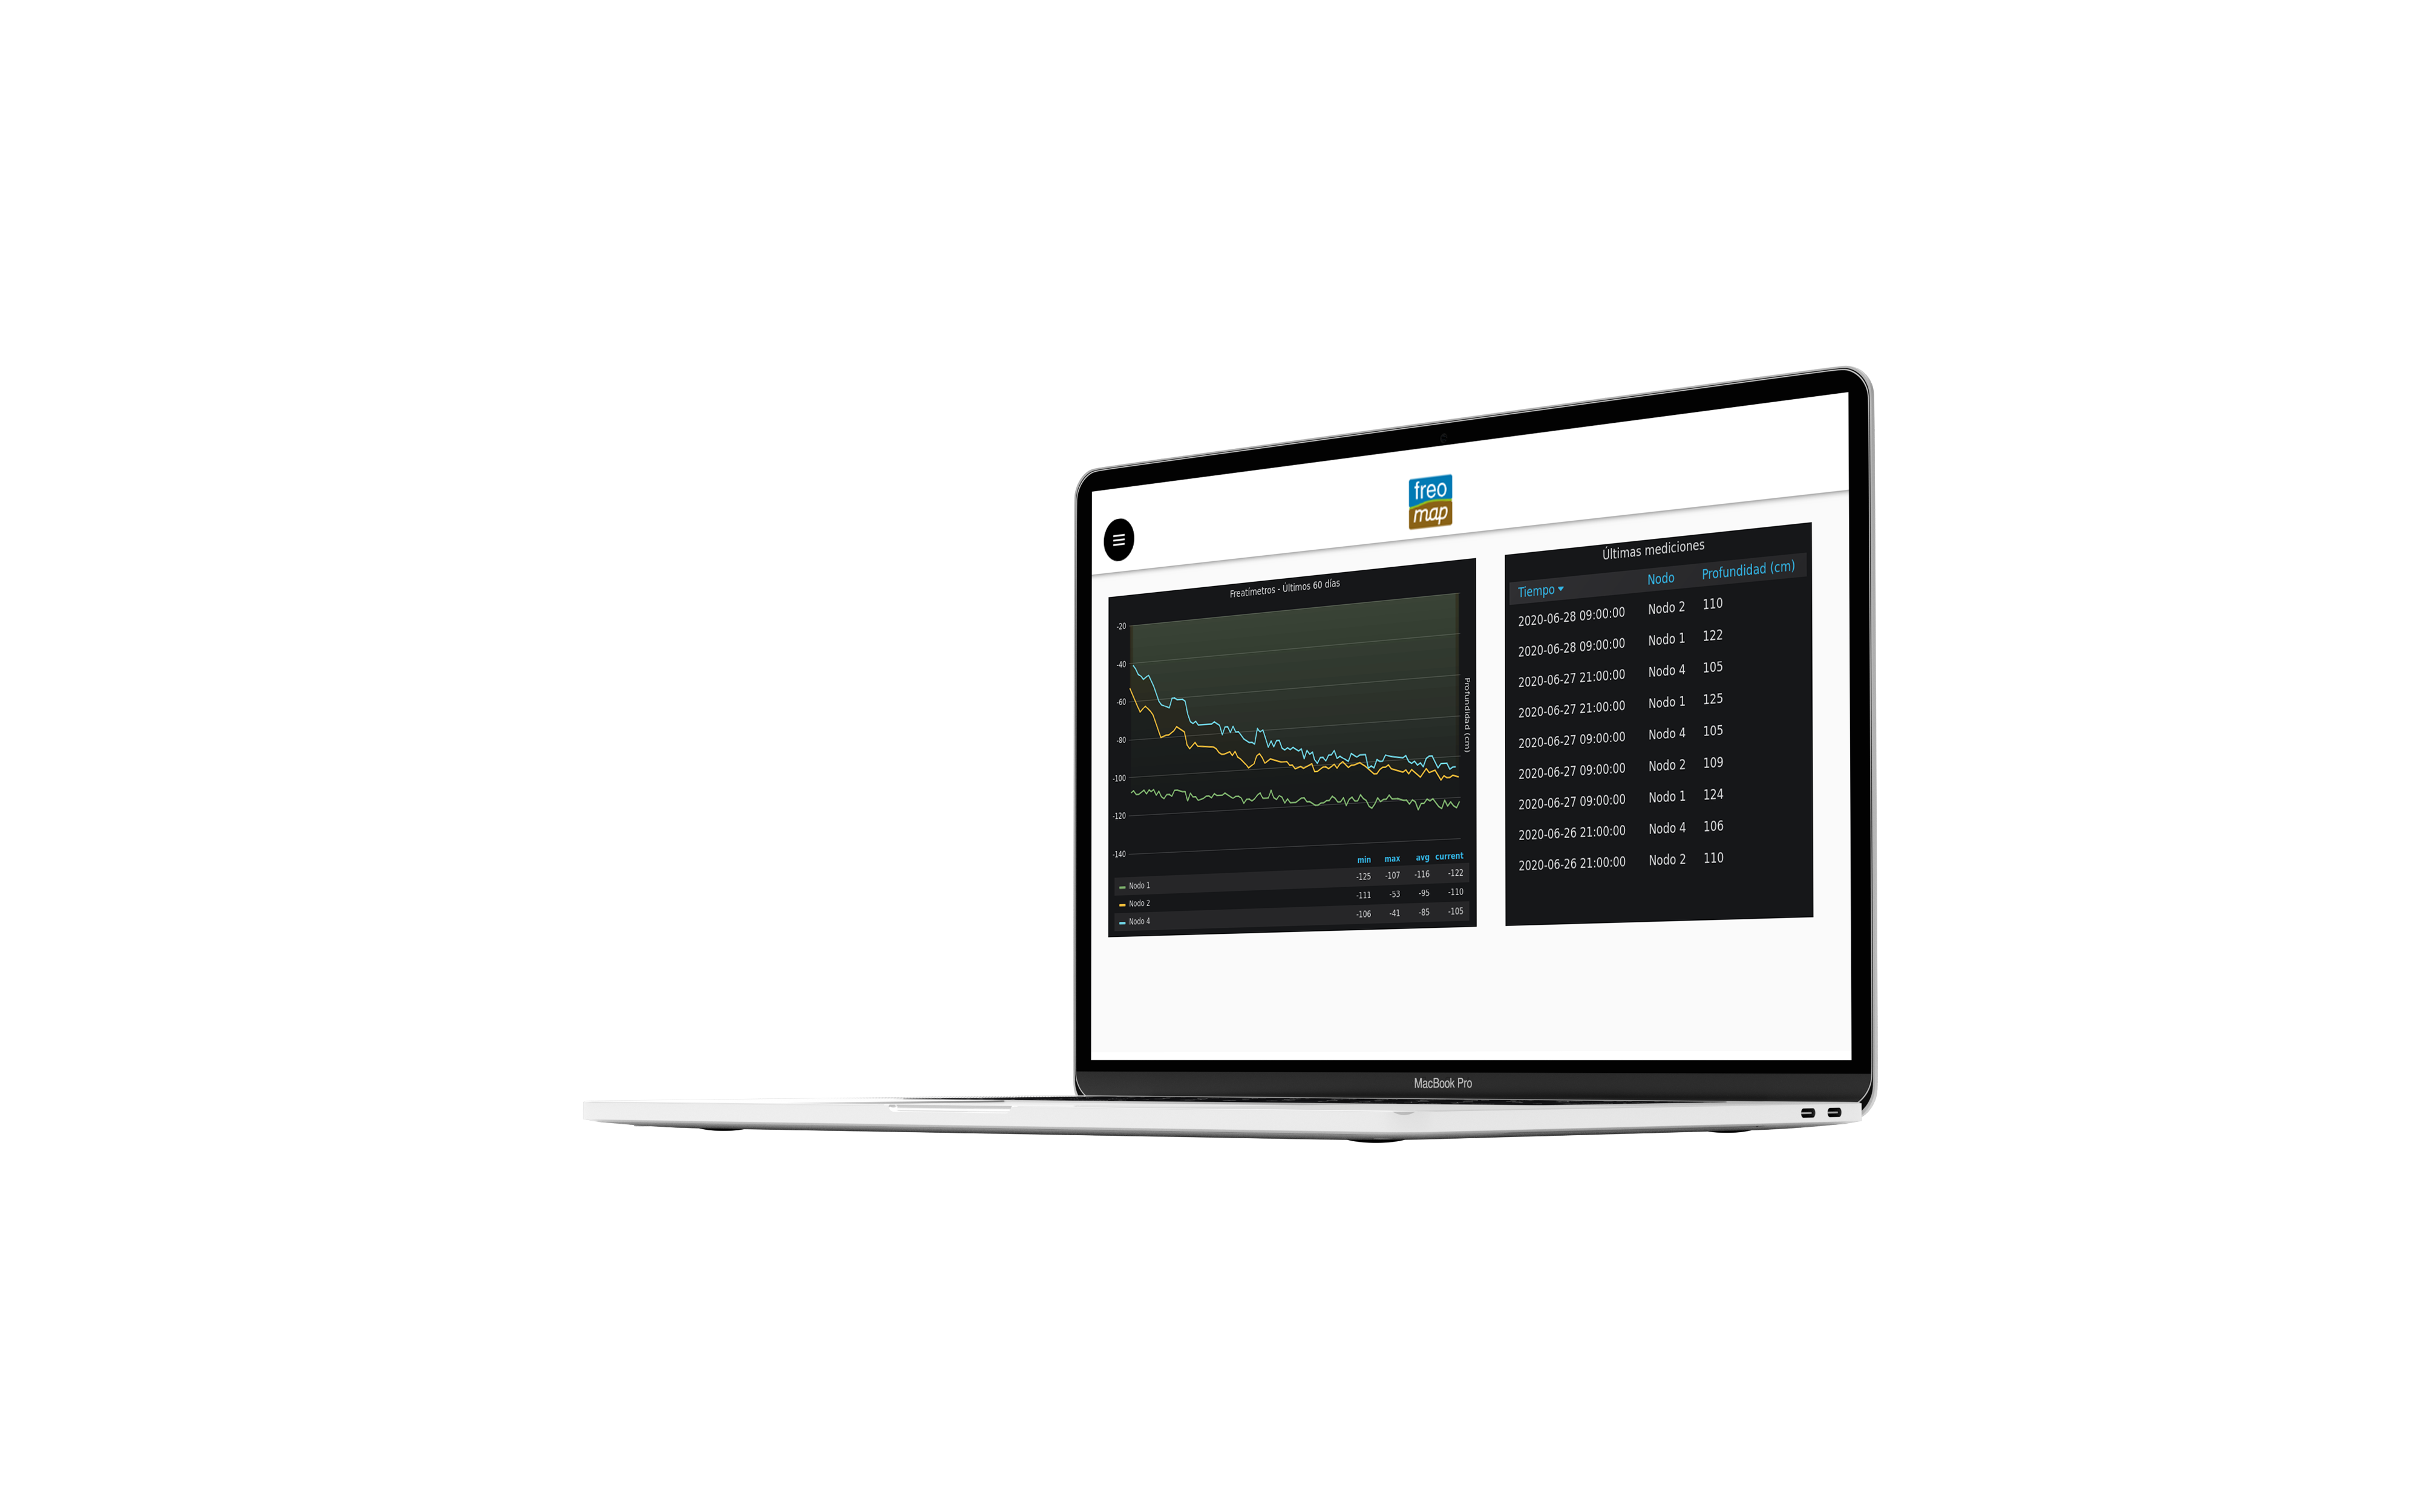 freo
map
Freatímetros - Últimos 60 días
-20
-40
-60
-80
-100
-120
-140
Profundidad (cm)
min max avg current
Nodo 1 -125 -107 -116 -122
Nodo 2 -111 -53 -95 -110
Nodo 4 -106 -41 -85 -105
Últimas mediciones
Tiempo Nodo Profundidad (cm)
2020-06-28 09:00:00 Nodo 2 110
2020-06-28 09:00:00 Nodo 1 122
2020-06-27 21:00:00 Nodo 4 105
2020-06-27 21:00:00 Nodo 1 125
2020-06-27 09:00:00 Nodo 4 105
2020-06-27 09:00:00 Nodo 2 109
2020-06-27 09:00:00 Nodo 1 124
2020-06-26 21:00:00 Nodo 4 106
2020-06-26 21:00:00 Nodo 2 110
MacBook Pro